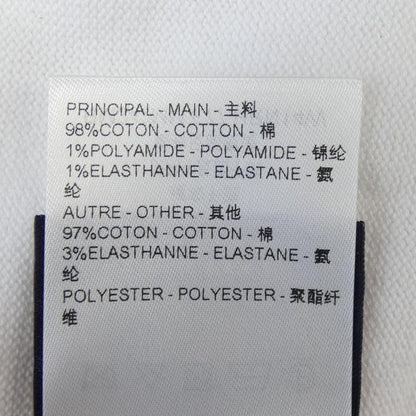 PRINCIPAL - MAIN - 主料
98%COTON - COTTON - 棉
1%POLYAMIDE - POLYAMIDE - 锦纶
1%ELASTHANNE - ELASTANE - 氨
纶
AUTRE - OTHER - 其他
97%COTON - COTTON - 棉
3%ELASTHANNE - ELASTANE - 氨
纶
POLYESTER - POLYESTER - 聚酯纤
维